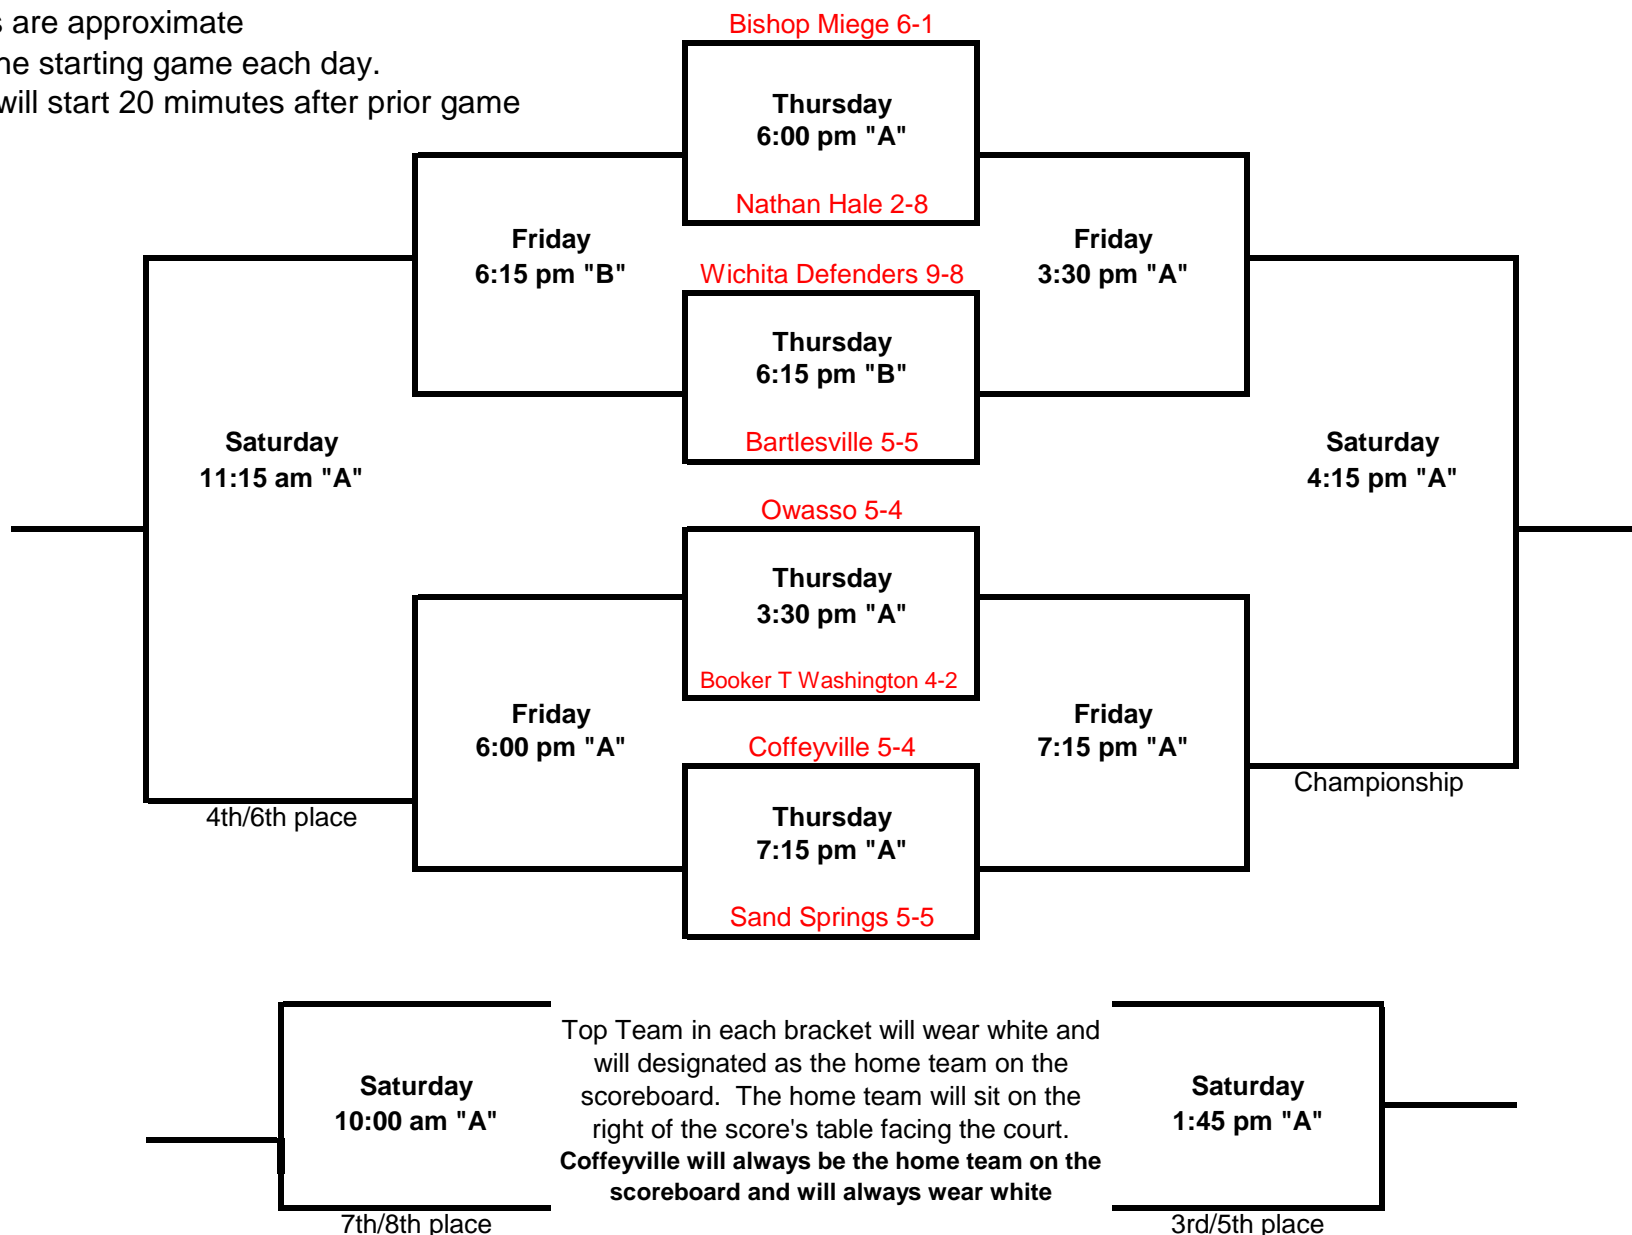 are approximate
starting game each day.
will start 20 mimutes after prior game
Bishop Miege 6-1
Thursday
6:00 pm "A"
Nathan Hale 2-8
Friday
6:15 pm "B"
Friday
3:30 pm "A"
Wichita Defenders 9-8
Thursday
6:15 pm "B"
Bartlesville 5-5
Saturday
11:15 am "A"
Saturday
4:15 pm "A"
Owasso 5-4
Thursday
3:30 pm "A"
Booker T Washington 4-2
Friday
6:00 pm "A"
Friday
7:15 pm "A"
Coffeyville 5-4
Thursday
7:15 pm "A"
Sand Springs 5-5
4th/6th place
Championship
Saturday
10:00 am "A"
7th/8th place
Top Team in each bracket will wear white and
will designated as the home team on the
scoreboard.  The home team will sit on the
right of the score's table facing the court.
Coffeyville will always be the home team on the
scoreboard and will always wear white
Saturday
1:45 pm "A"
3rd/5th place